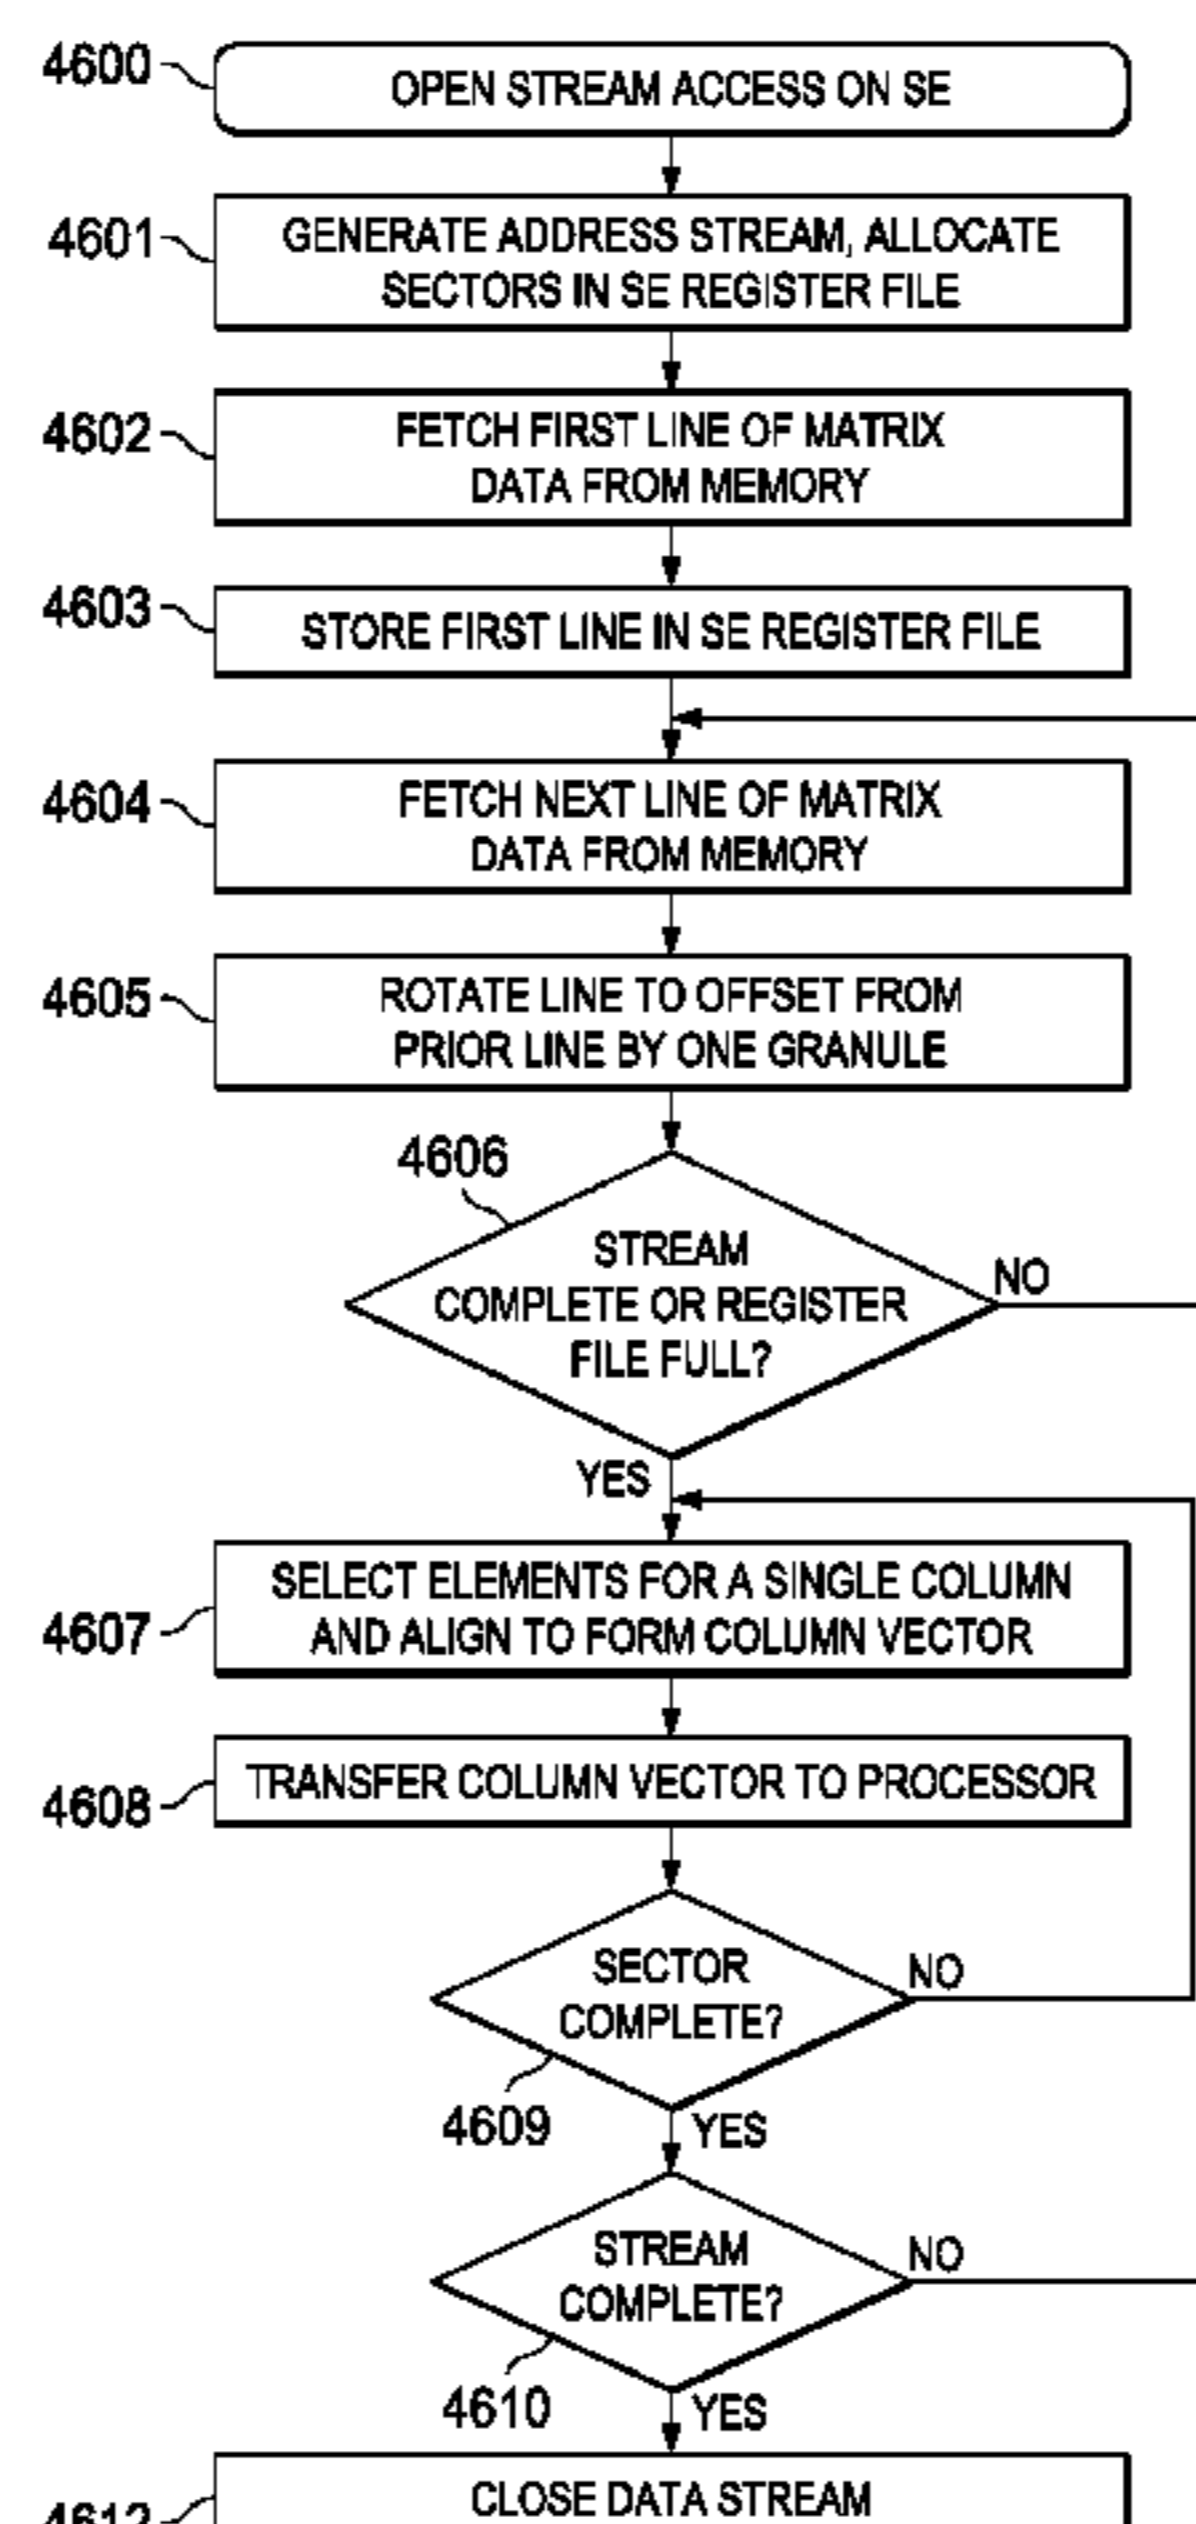 4600
OPEN STREAM ACCESS ON SE
4601
GENERATE ADDRESS STREAM, ALLOCATE
SECTORS IN SE REGISTER FILE
4602
FETCH FIRST LINE OF MATRIX
DATA FROM MEMORY
4603
STORE FIRST LINE IN SE REGISTER FILE
4604
FETCH NEXT LINE OF MATRIX
DATA FROM MEMORY
4605
ROTATE LINE TO OFFSET FROM
PRIOR LINE BY ONE GRANULE
4606
STREAM
COMPLETE OR REGISTER
FILE FULL?
NO
YES
4607
SELECT ELEMENTS FOR A SINGLE COLUMN
AND ALIGN TO FORM COLUMN VECTOR
4608
TRANSFER COLUMN VECTOR TO PROCESSOR
SECTOR
COMPLETE?
NO
4609
YES
STREAM
COMPLETE?
NO
4610
YES
CLOSE DATA STREAM